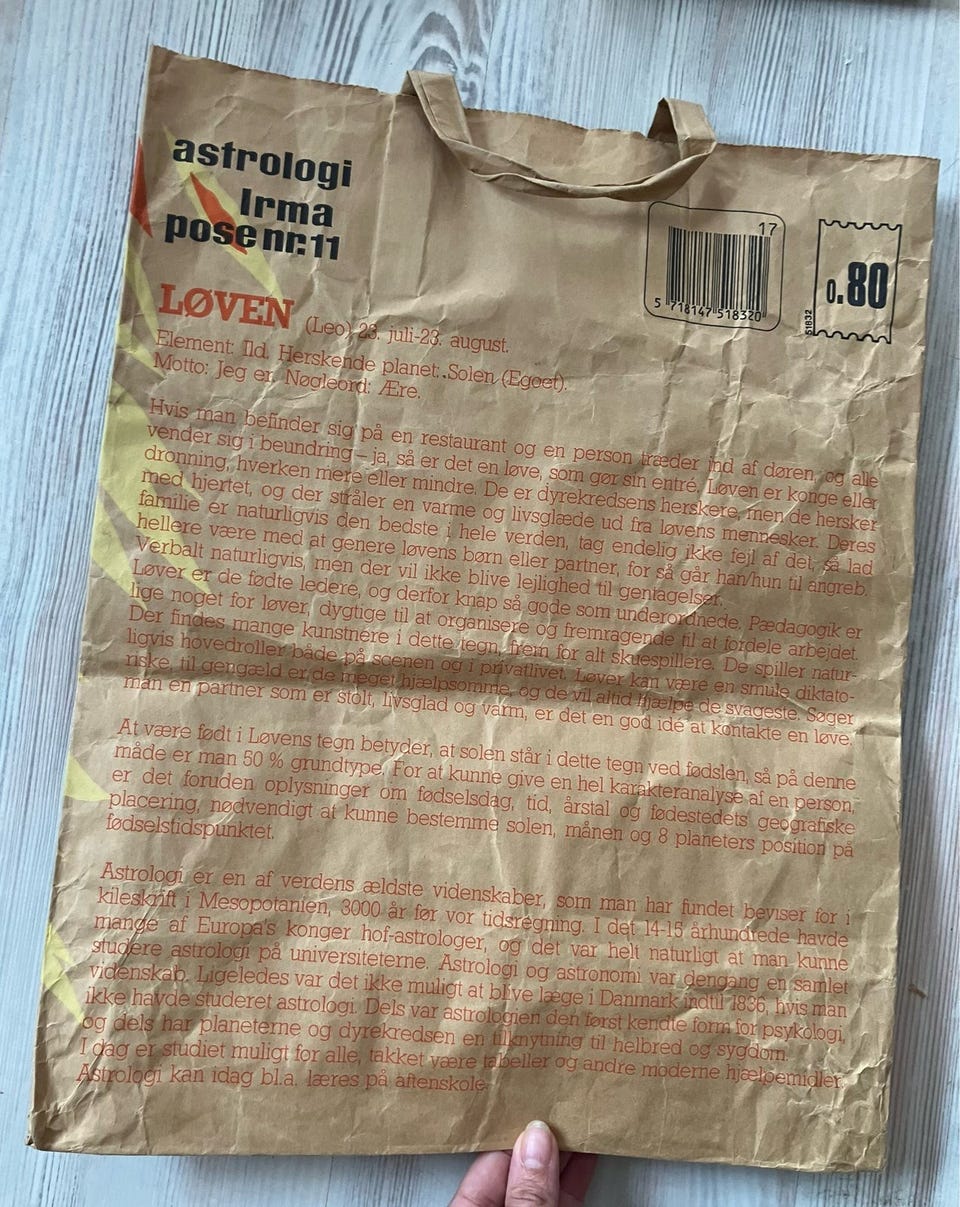 astrologi
Irma
pose nr. 11
17
5 718147 518320
0.80
51832
LØVEN (Leo) 23. juli-23. august.
Element: Ild. Herskende planet: Solen (Egoet).
Motto: Jeg er. Nøgleord: Ære.
Hvis man befinder sig på en restaurant og en person træder ind af døren, og alle
vender sig i beundring – ja, så er det en løve, som gør sin entré. Løven er konge eller
dronning, hverken mere eller mindre. De er dyrekredsens herskere, men de hersker
med hjertet, og der stråler en varme og livsglæde ud fra løvens mennesker. Deres
familie er naturligvis den bedste i hele verden, tag endelig ikke fejl af det, så lad
hellere være med at genere løvens børn eller partner, for så går han/hun til angreb.
Verbalt naturligvis, men der vil ikke blive lejlighed til gentagelser.
Løver er de fødte ledere, og derfor knap så gode som underordnede. Pædagogik er
lige noget for løver, dygtige til at organisere og fremragende til at fordele arbejdet.
Der findes mange kunstnere i dette tegn, frem for alt skuespillere. De spiller natur-
ligvis hovedroller både på scenen og i privatlivet. Løver kan være en smule diktato-
riske, til gengæld er de meget hjælpsomme, og de vil altid hjælpe de svageste. Søger
man en partner som er stolt, livsglad og varm, er det en god idé at kontakte en løve.
At være født i Løvens tegn betyder, at solen står i dette tegn ved fødslen, så på denne
måde er man 50 % grundtype. For at kunne give en hel karakteranalyse af en person,
er det foruden oplysninger om fødselsdag, tid, årstal og fødestedets geografiske
placering, nødvendigt at kunne bestemme solen, månen og 8 planeters position på
fødselstidspunktet.
Astrologi er en af verdens ældste videnskaber, som man har fundet beviser for i
kileskrift i Mesopotanien, 3000 år før vor tidsregning. I det 14-15 århundrede havde
mange af Europa's konger hof-astrologer, og det var helt naturligt at man kunne
studere astrologi på universiteterne. Astrologi og astronomi var dengang en samlet
videnskab. Ligeledes var det ikke muligt at blive læge i Danmark indtil 1836, hvis man
ikke havde studeret astrologi. Dels var astrologien den først kendte form for psykologi,
og dels har planeterne og dyrekredsen en tilknytning til helbred og sygdom.
I dag er studiet muligt for alle, takket være tabeller og andre moderne hjælpemidler.
Astrologi kan idag bl.a. læres på aftenskole.